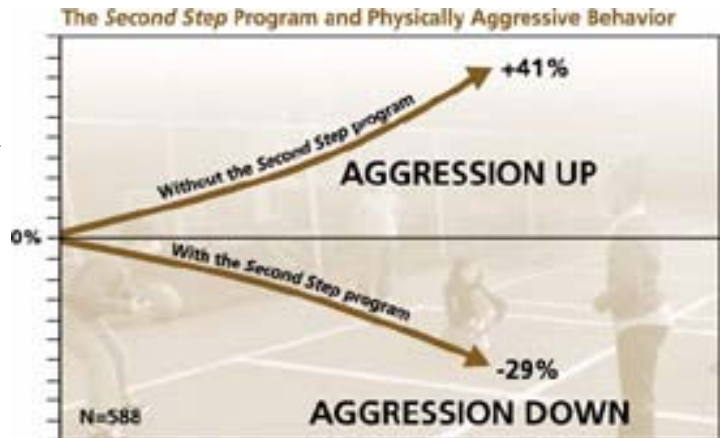 The Second Step Program and Physically Aggressive Behavior
+41%
Without the Second Step program
AGGRESSION UP
0%
With the Second Step program
-29%
N=588
AGGRESSION DOWN